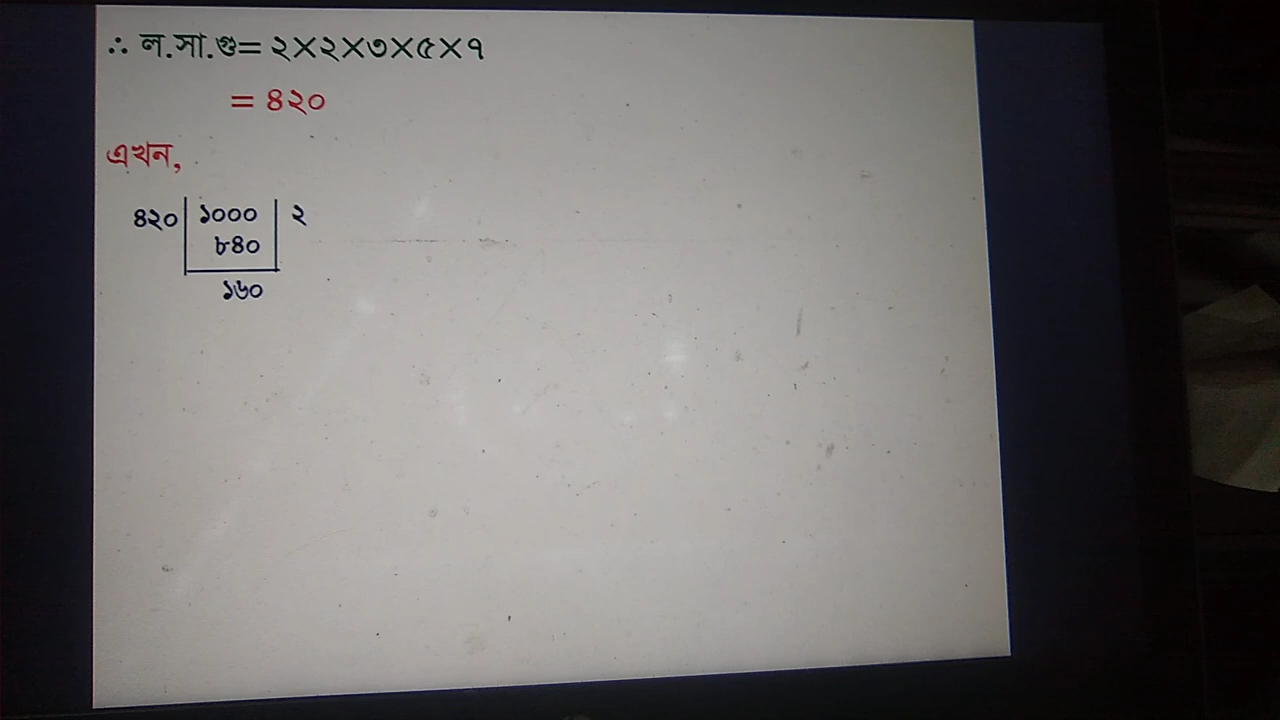 ∴ ল.সা.গু= ২×২×৩×৫×৭
= ৪২০
এখন,
৪২০ ১০০০ ২
৮৪০
১৬০